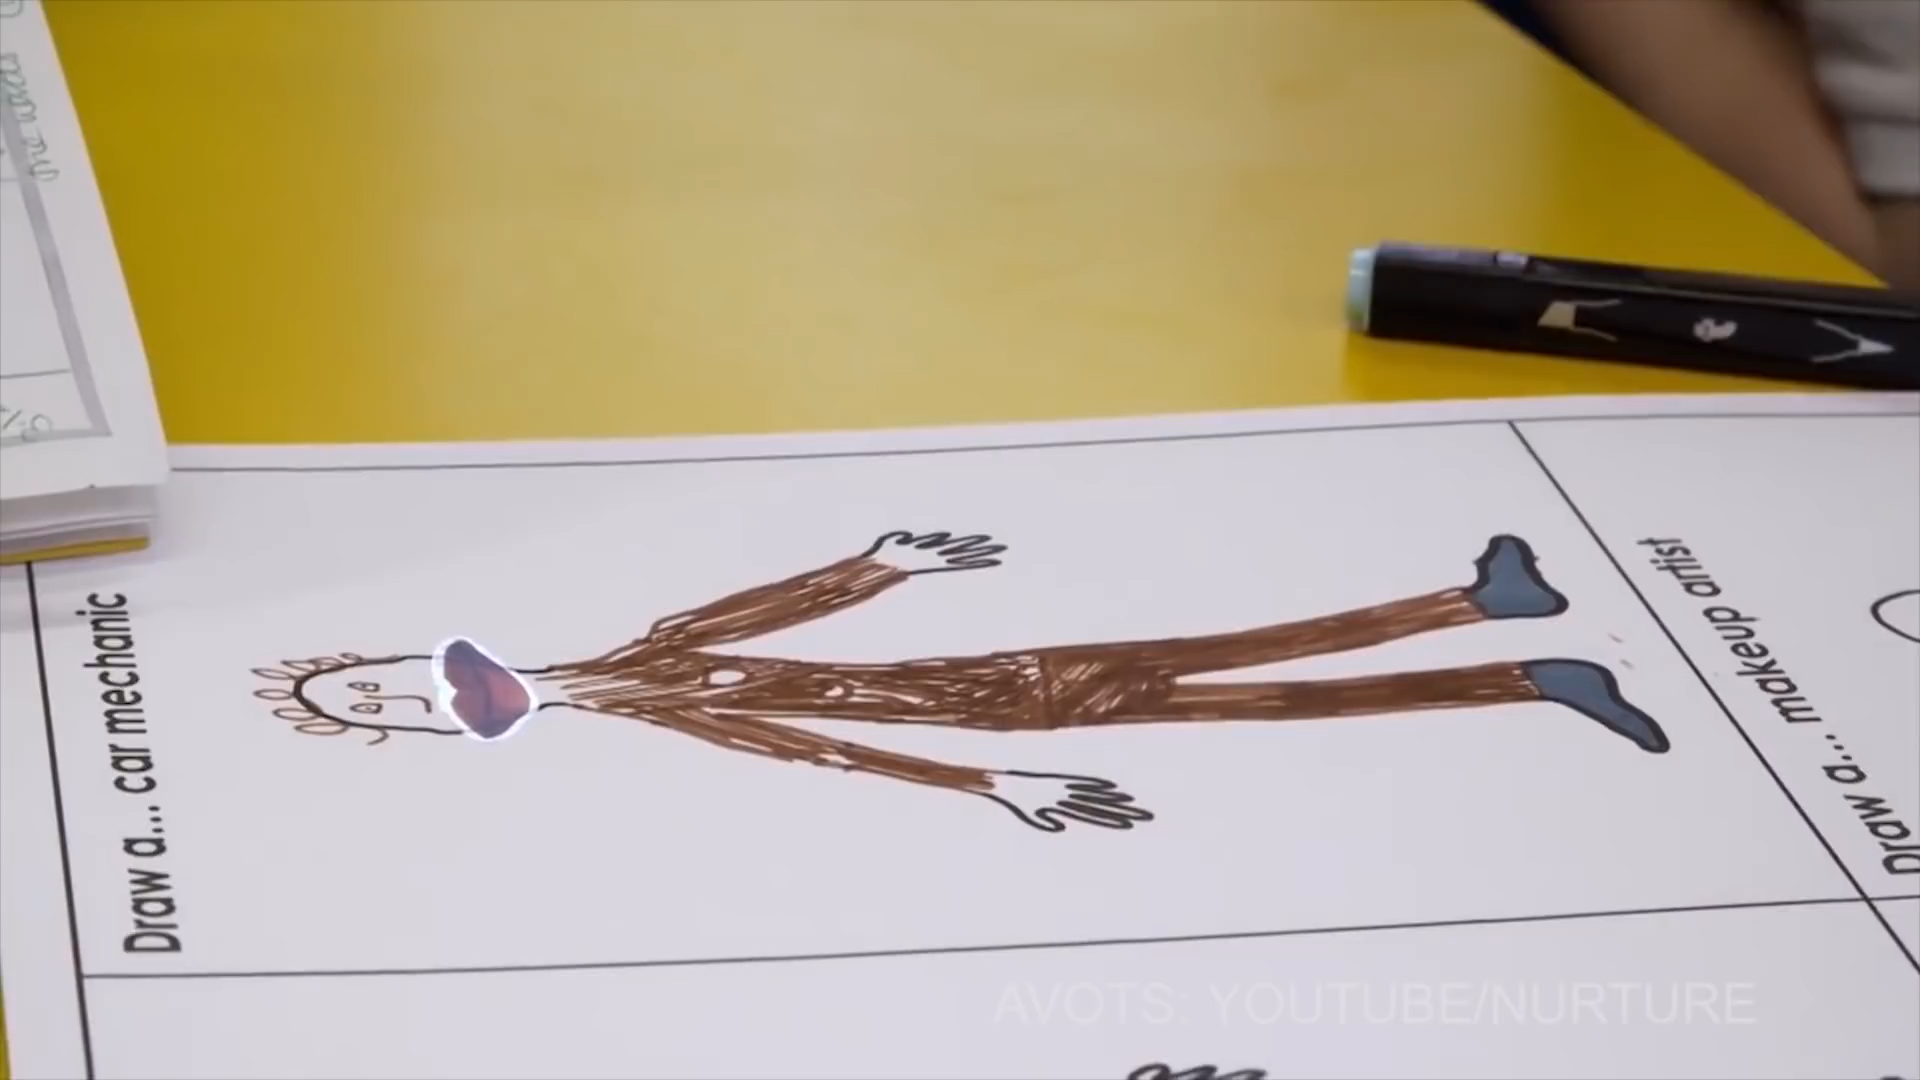 Draw a... car mechanic
Draw a... makeup artist
AVOTS: YOUTUBE/NURTURE